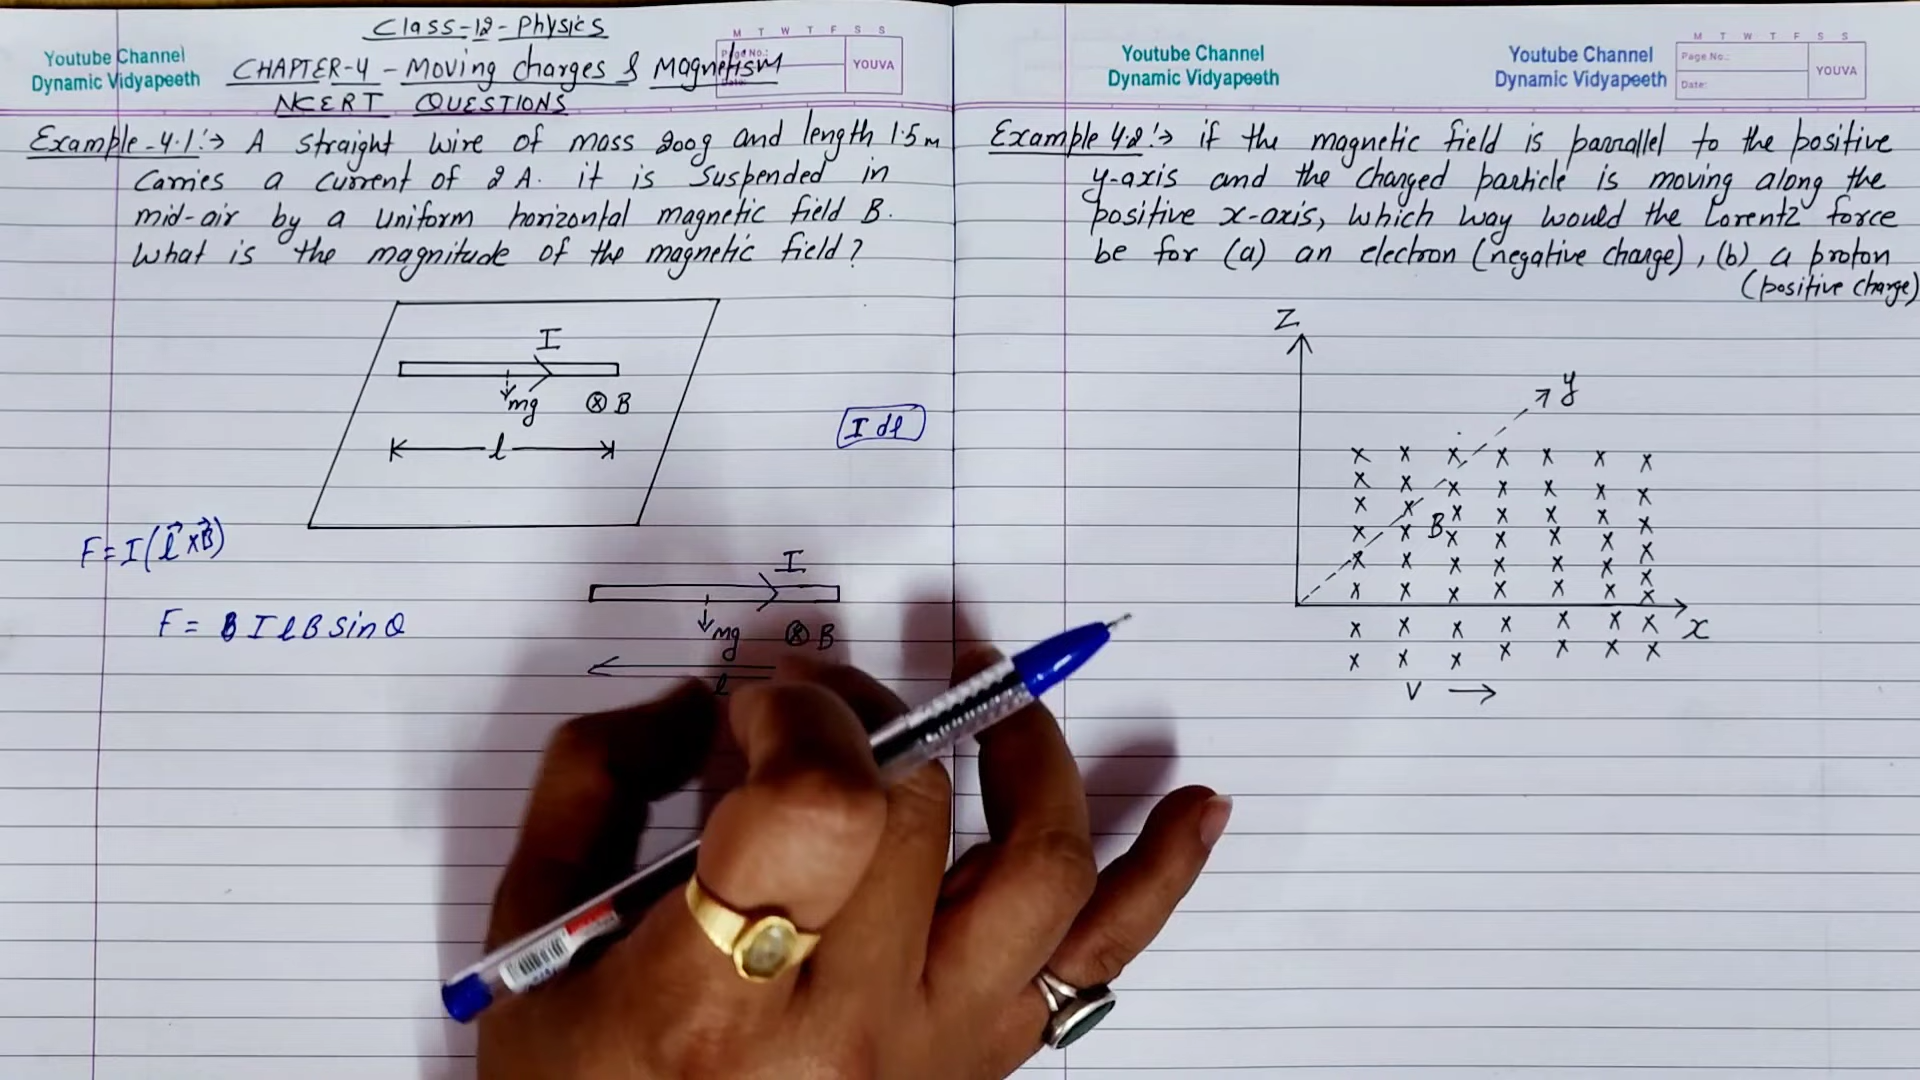 Class-12-Physics
CHAPTER-4 - Moving charges & Magnetism
NCERT QUESTIONS
Youtube Channel
Dynamic Vidyapeeth
M T W T F S S
Page No.:
Date:
YOUVA
Example-4.1:→ A straight wire of mass 200g and length 1.5m
Carries a current of 2 A. it is Suspended in
mid-air by a uniform horizontal magnetic field B.
What is the magnitude of the magnetic field?
I
mg
⊗ B
l
I dl
F = I(l⃗ × B⃗)
F = I l B sin θ
I
mg
⊗ B
l
Youtube Channel
Dynamic Vidyapeeth
Youtube Channel
Dynamic Vidyapeeth
M T W T F S S
Page No.:
Date:
YOUVA
Example 4.2:→ if the magnetic field is parrallel to the positive
y-axis and the charged particle is moving along the
positive x-axis, which way would the Lorentz force
be for (a) an electron (negative charge), (b) a proton
(positive charge)
Z
y
B
x
V →